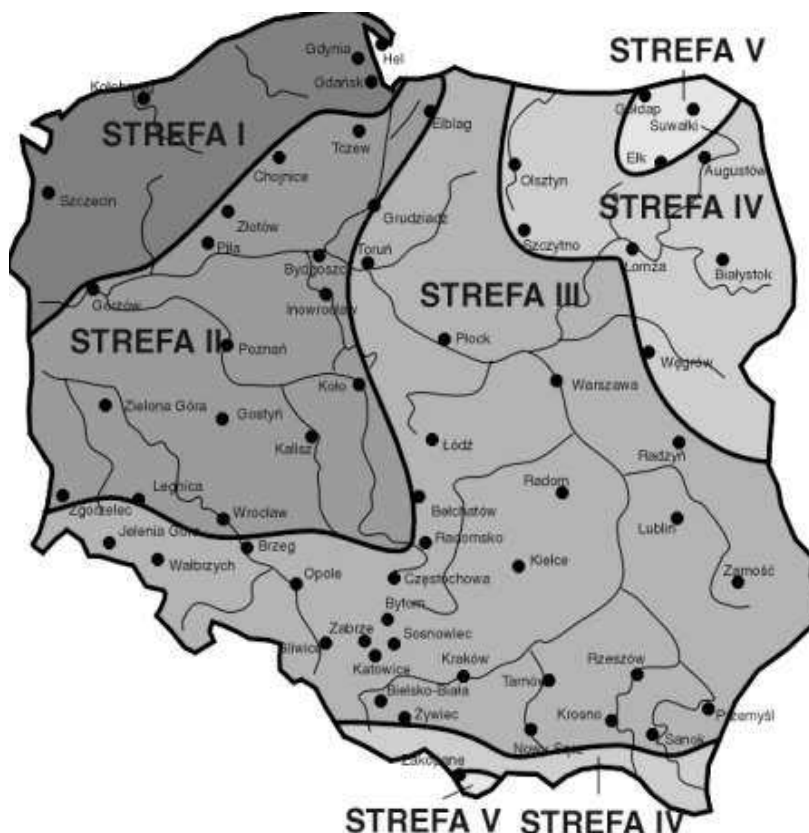 STREFA V
Gdynia
Hel
Gdańsk
Gołdap
Suwałki
Elbląg
STREFA I
Tczew
Ełk
Augustów
Chojnice
Olsztyn
Szczecin
Złotów
Grudziądz
STREFA IV
Piła
Toruń
Szczytno
Bydgoszcz
Łomża
Białystok
Gorzów
Inowrocław
STREFA III
STREFA II
Poznań
Płock
Węgrów
Koło
Warszawa
Zielona Góra
Gostyń
Kalisz
Łódź
Radzyń
Legnica
Zgorzelec
Bełchatów
Radom
Wrocław
Lublin
Jelenia Góra
Brzeg
Radomsko
Wałbrzych
Kielce
Opole
Częstochowa
Zamość
Bytom
Zabrze
Sosnowiec
Gliwice
Katowice
Kraków
Rzeszów
Tarnów
Bielsko-Biała
Żywiec
Krosno
Przemyśl
Sanok
Zakopane
STREFA V
STREFA IV